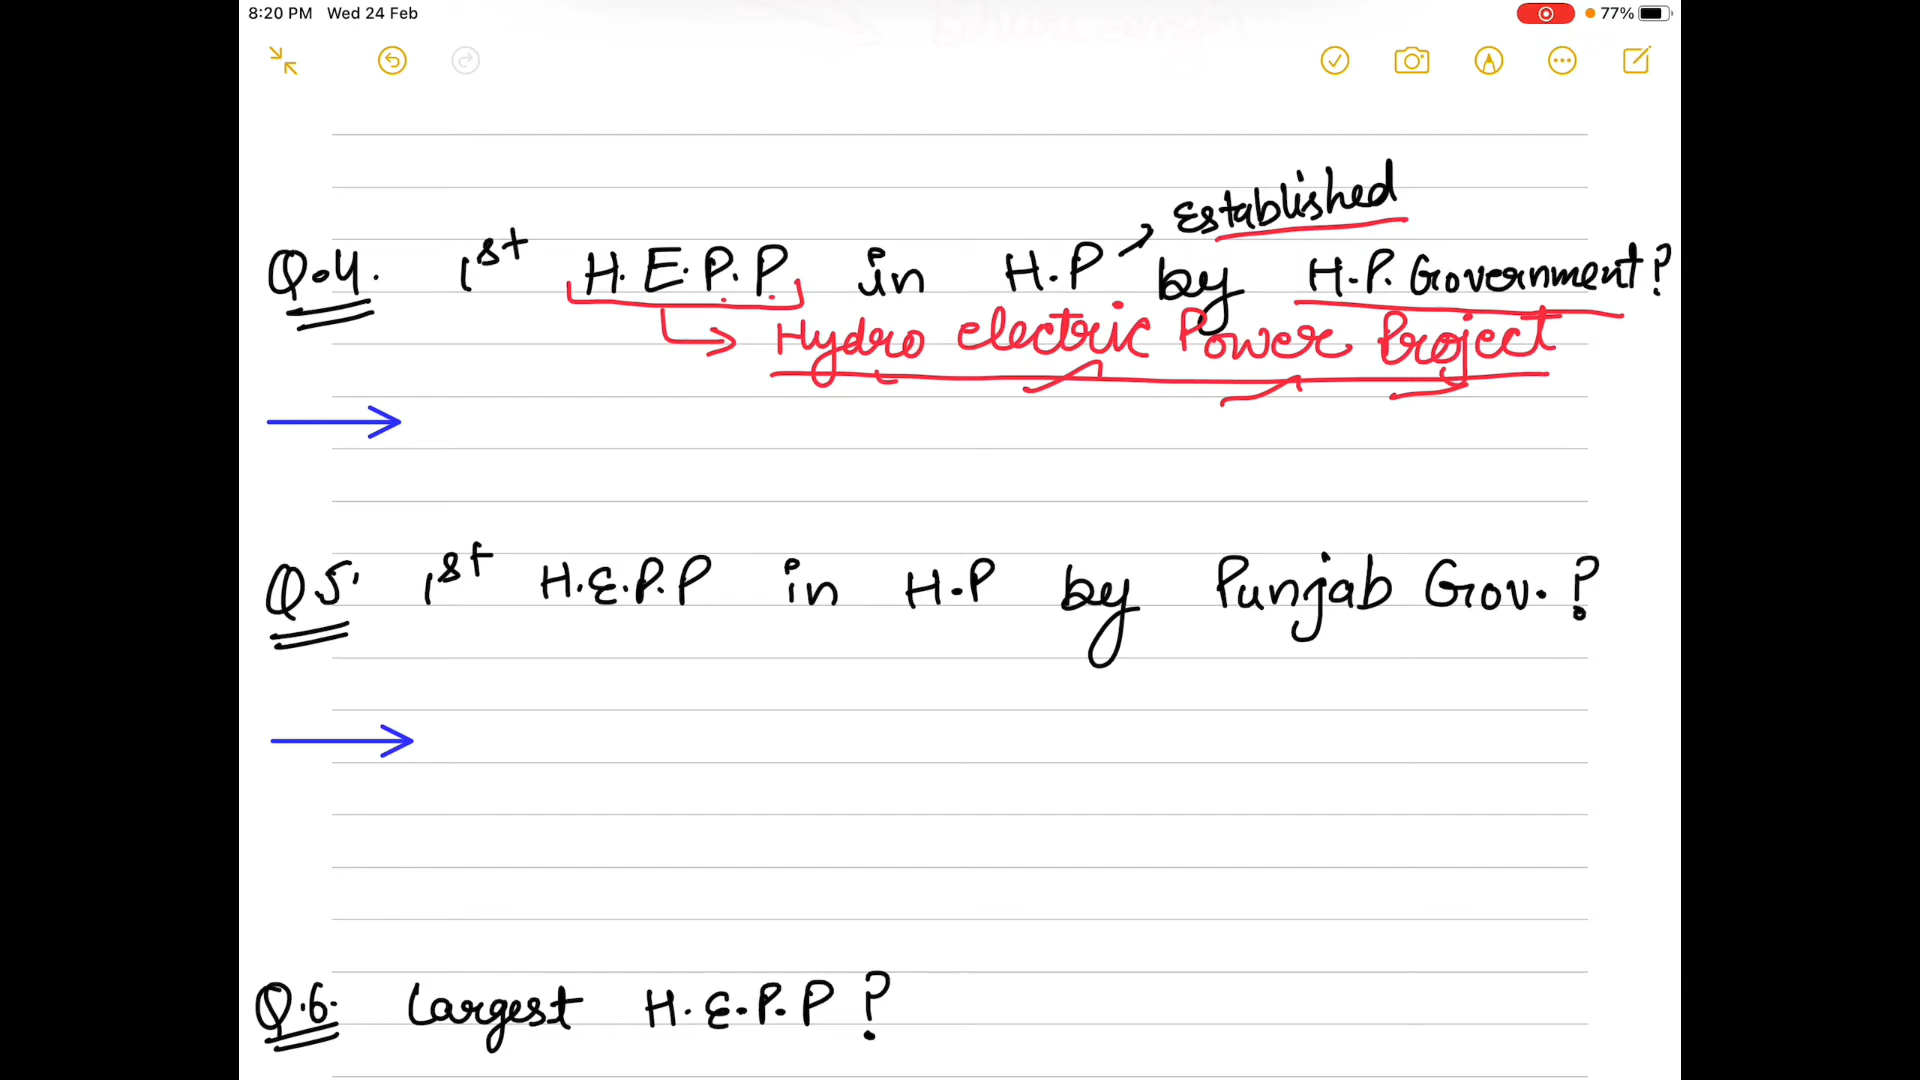 8:20 PM Wed 24 Feb
77%
Established
Q.4. 1st H.E.P.P in H.P by H.P. Government?
Hydro electric Power Project
Q5. 1st H.E.P.P in H.P by Punjab Gov.?
Q.6. Largest H.E.P.P?